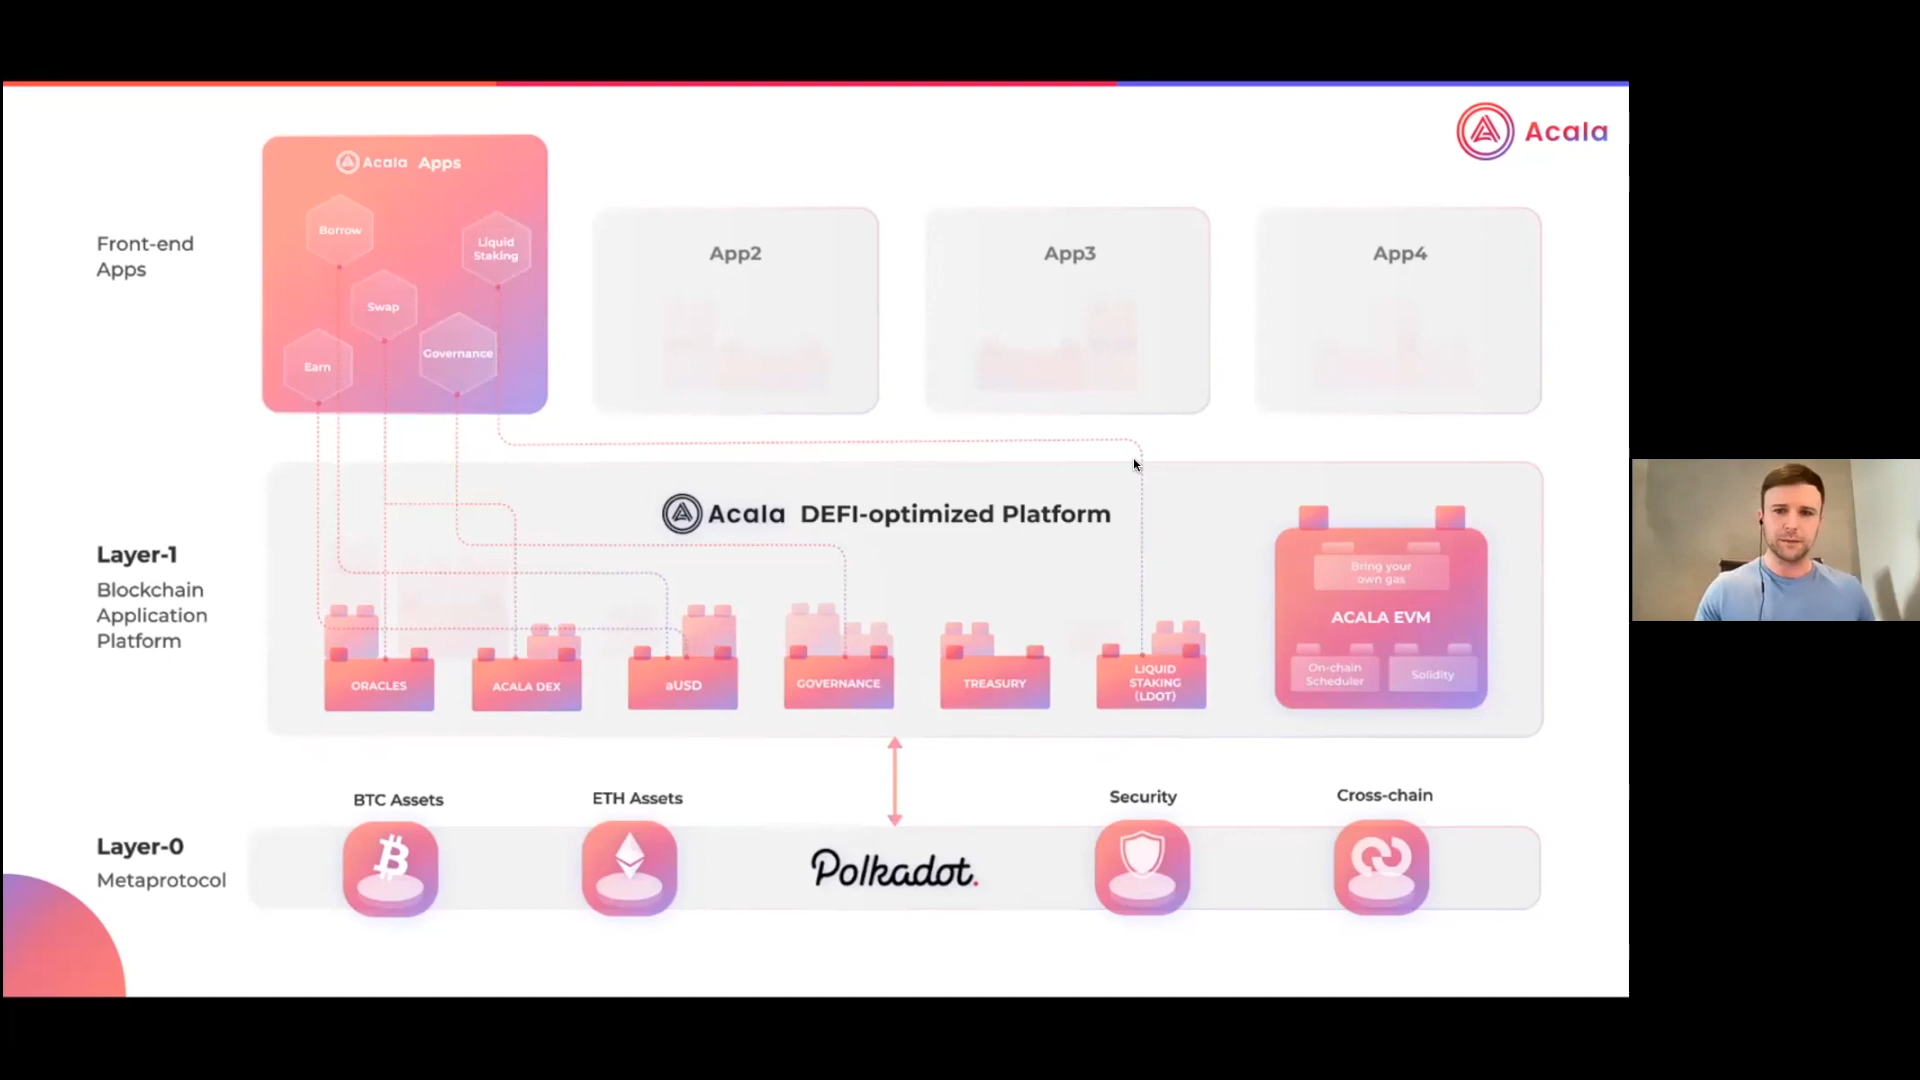 Acala
Acala Apps
Borrow
Liquid
Staking
Swap
Governance
Earn
Front-end
Apps
App2
App3
App4
Layer-1
Blockchain
Application
Platform
Acala DEFI-optimized Platform
ORACLES
ACALA DEX
aUSD
GOVERNANCE
TREASURY
LIQUID
STAKING
(LDOT)
Bring your
own gas
ACALA EVM
On-chain
Scheduler
Solidity
BTC Assets
ETH Assets
Security
Cross-chain
Layer-0
Metaprotocol
Polkadot.